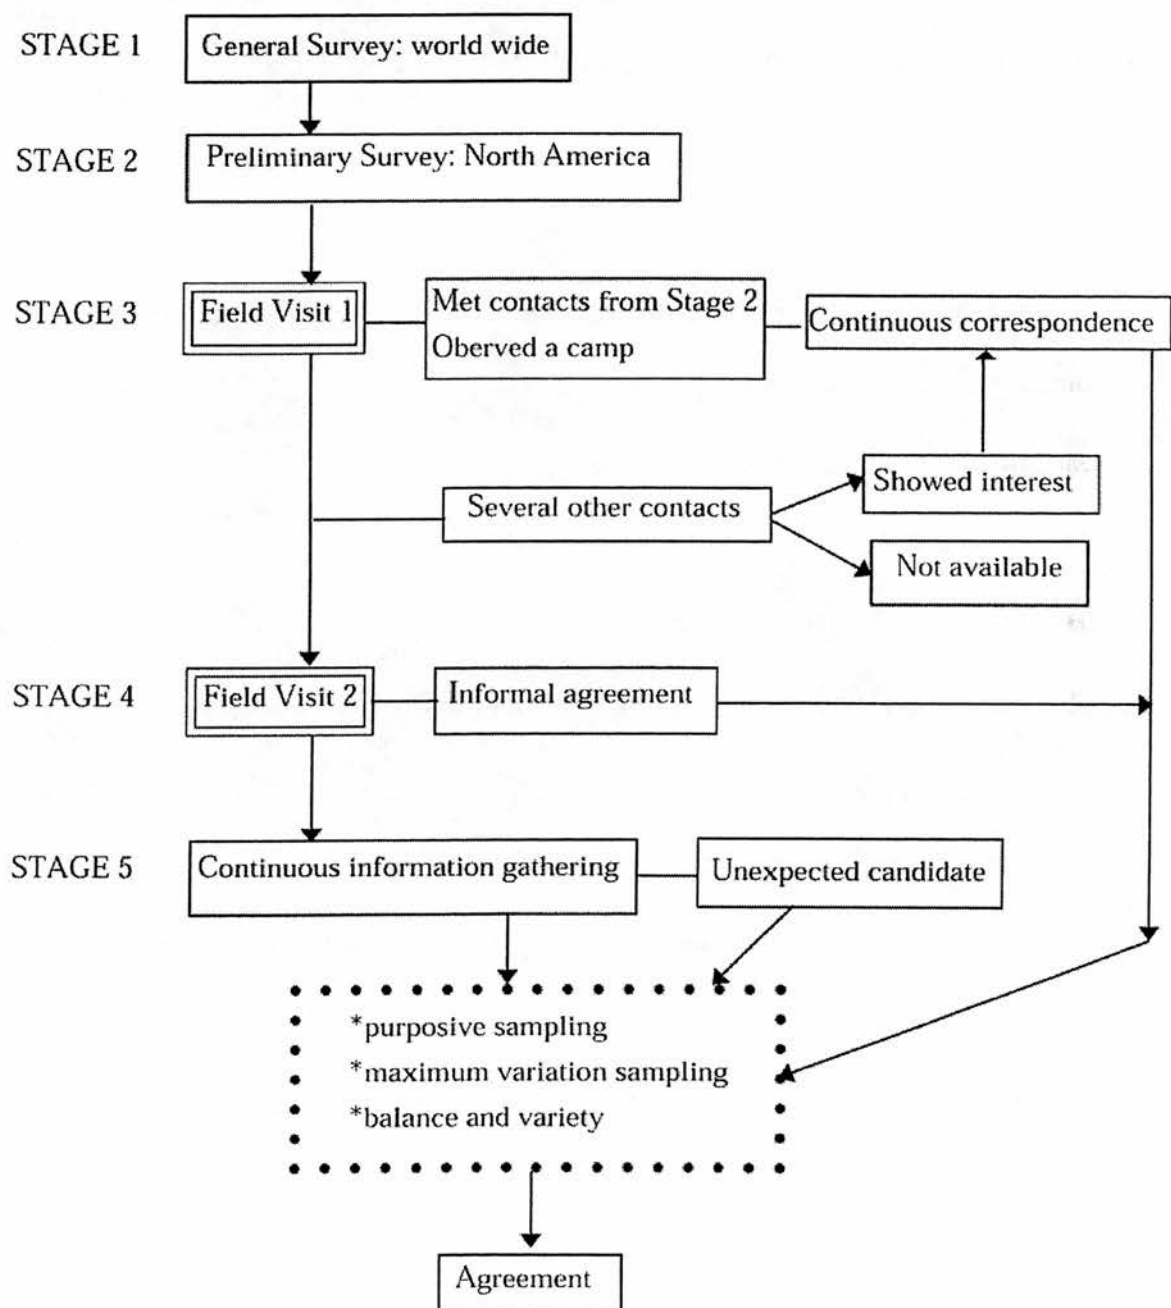 STAGE 1
General Survey: world wide
STAGE 2
Preliminary Survey: North America
STAGE 3
Field Visit 1
Met contacts from Stage 2
Oberved a camp
Continuous correspondence
Several other contacts
Showed interest
Not available
STAGE 4
Field Visit 2
Informal agreement
STAGE 5
Continuous information gathering
Unexpected candidate
*purposive sampling
*maximum variation sampling
*balance and variety
Agreement